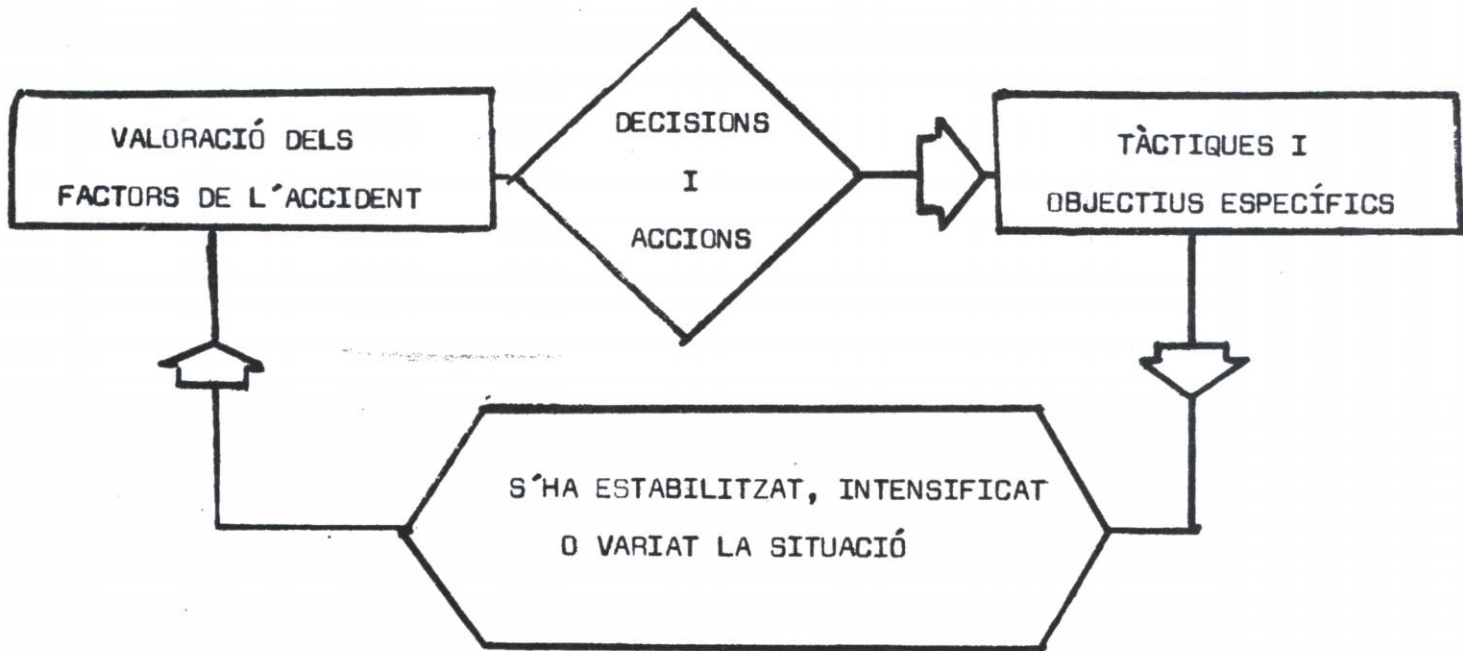 VALORACIÓ DELS
FACTORS DE L´ACCIDENT
DECISIONS
I
ACCIONS
TÀCTIQUES I
OBJECTIUS ESPECÍFICS
S´HA ESTABILITZAT, INTENSIFICAT
O VARIAT LA SITUACIÓ